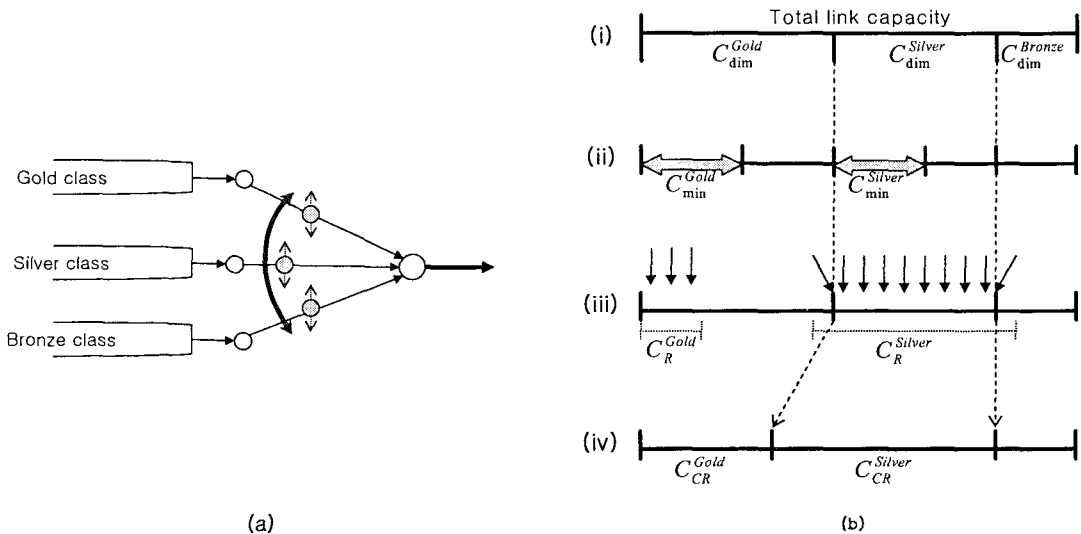 Gold class
Silver class
Bronze class
(a)
Total link capacity
(i)
C_dim^Gold C_dim^Silver C_dim^Bronze
(ii)
C_min^Gold C_min^Silver
(iii)
C_R^Gold C_R^Silver
(iv)
C_CR^Gold C_CR^Silver
(b)